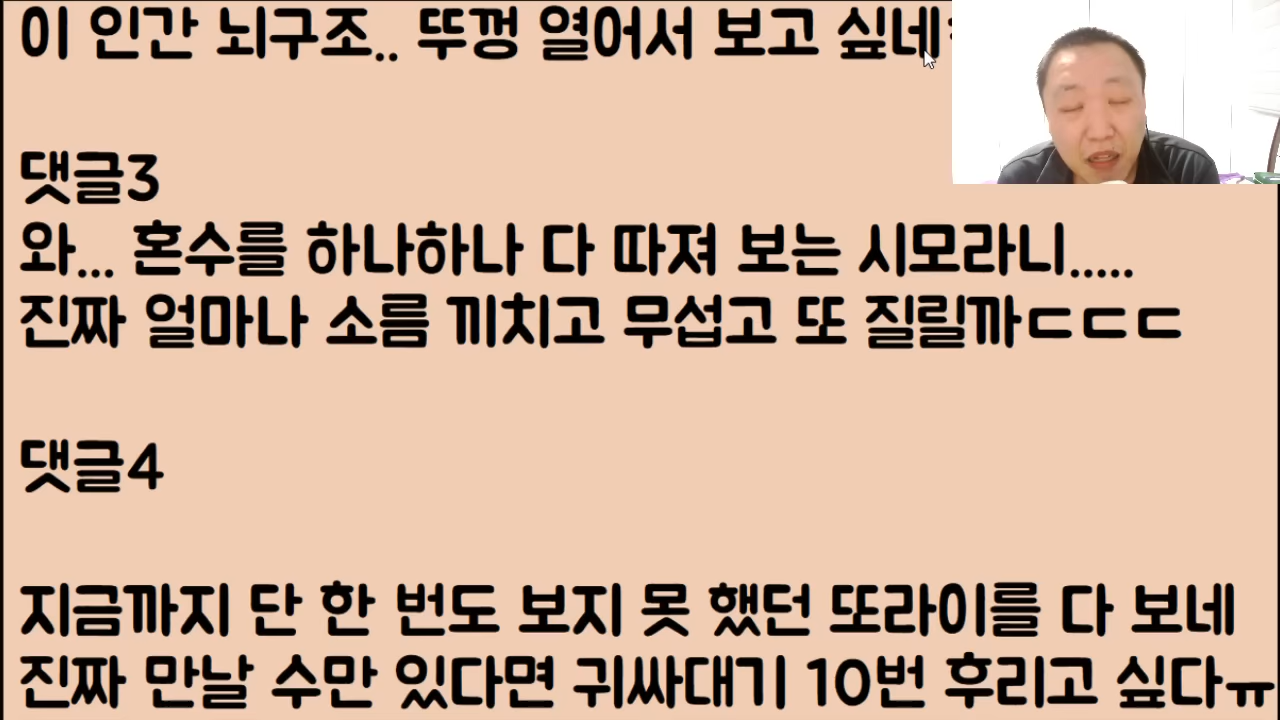 이 인간 뇌구조.. 뚜껑 열어서 보고 싶네
댓글3
와... 혼수를 하나하나 다 따져 보는 시모라니.....
진짜 얼마나 소름 끼치고 무섭고 또 질릴까ㄷㄷㄷ
댓글4
지금까지 단 한 번도 보지 못 했던 또라이를 다 보네
진짜 만날 수만 있다면 귀싸대기 10번 후리고 싶다ㅠ